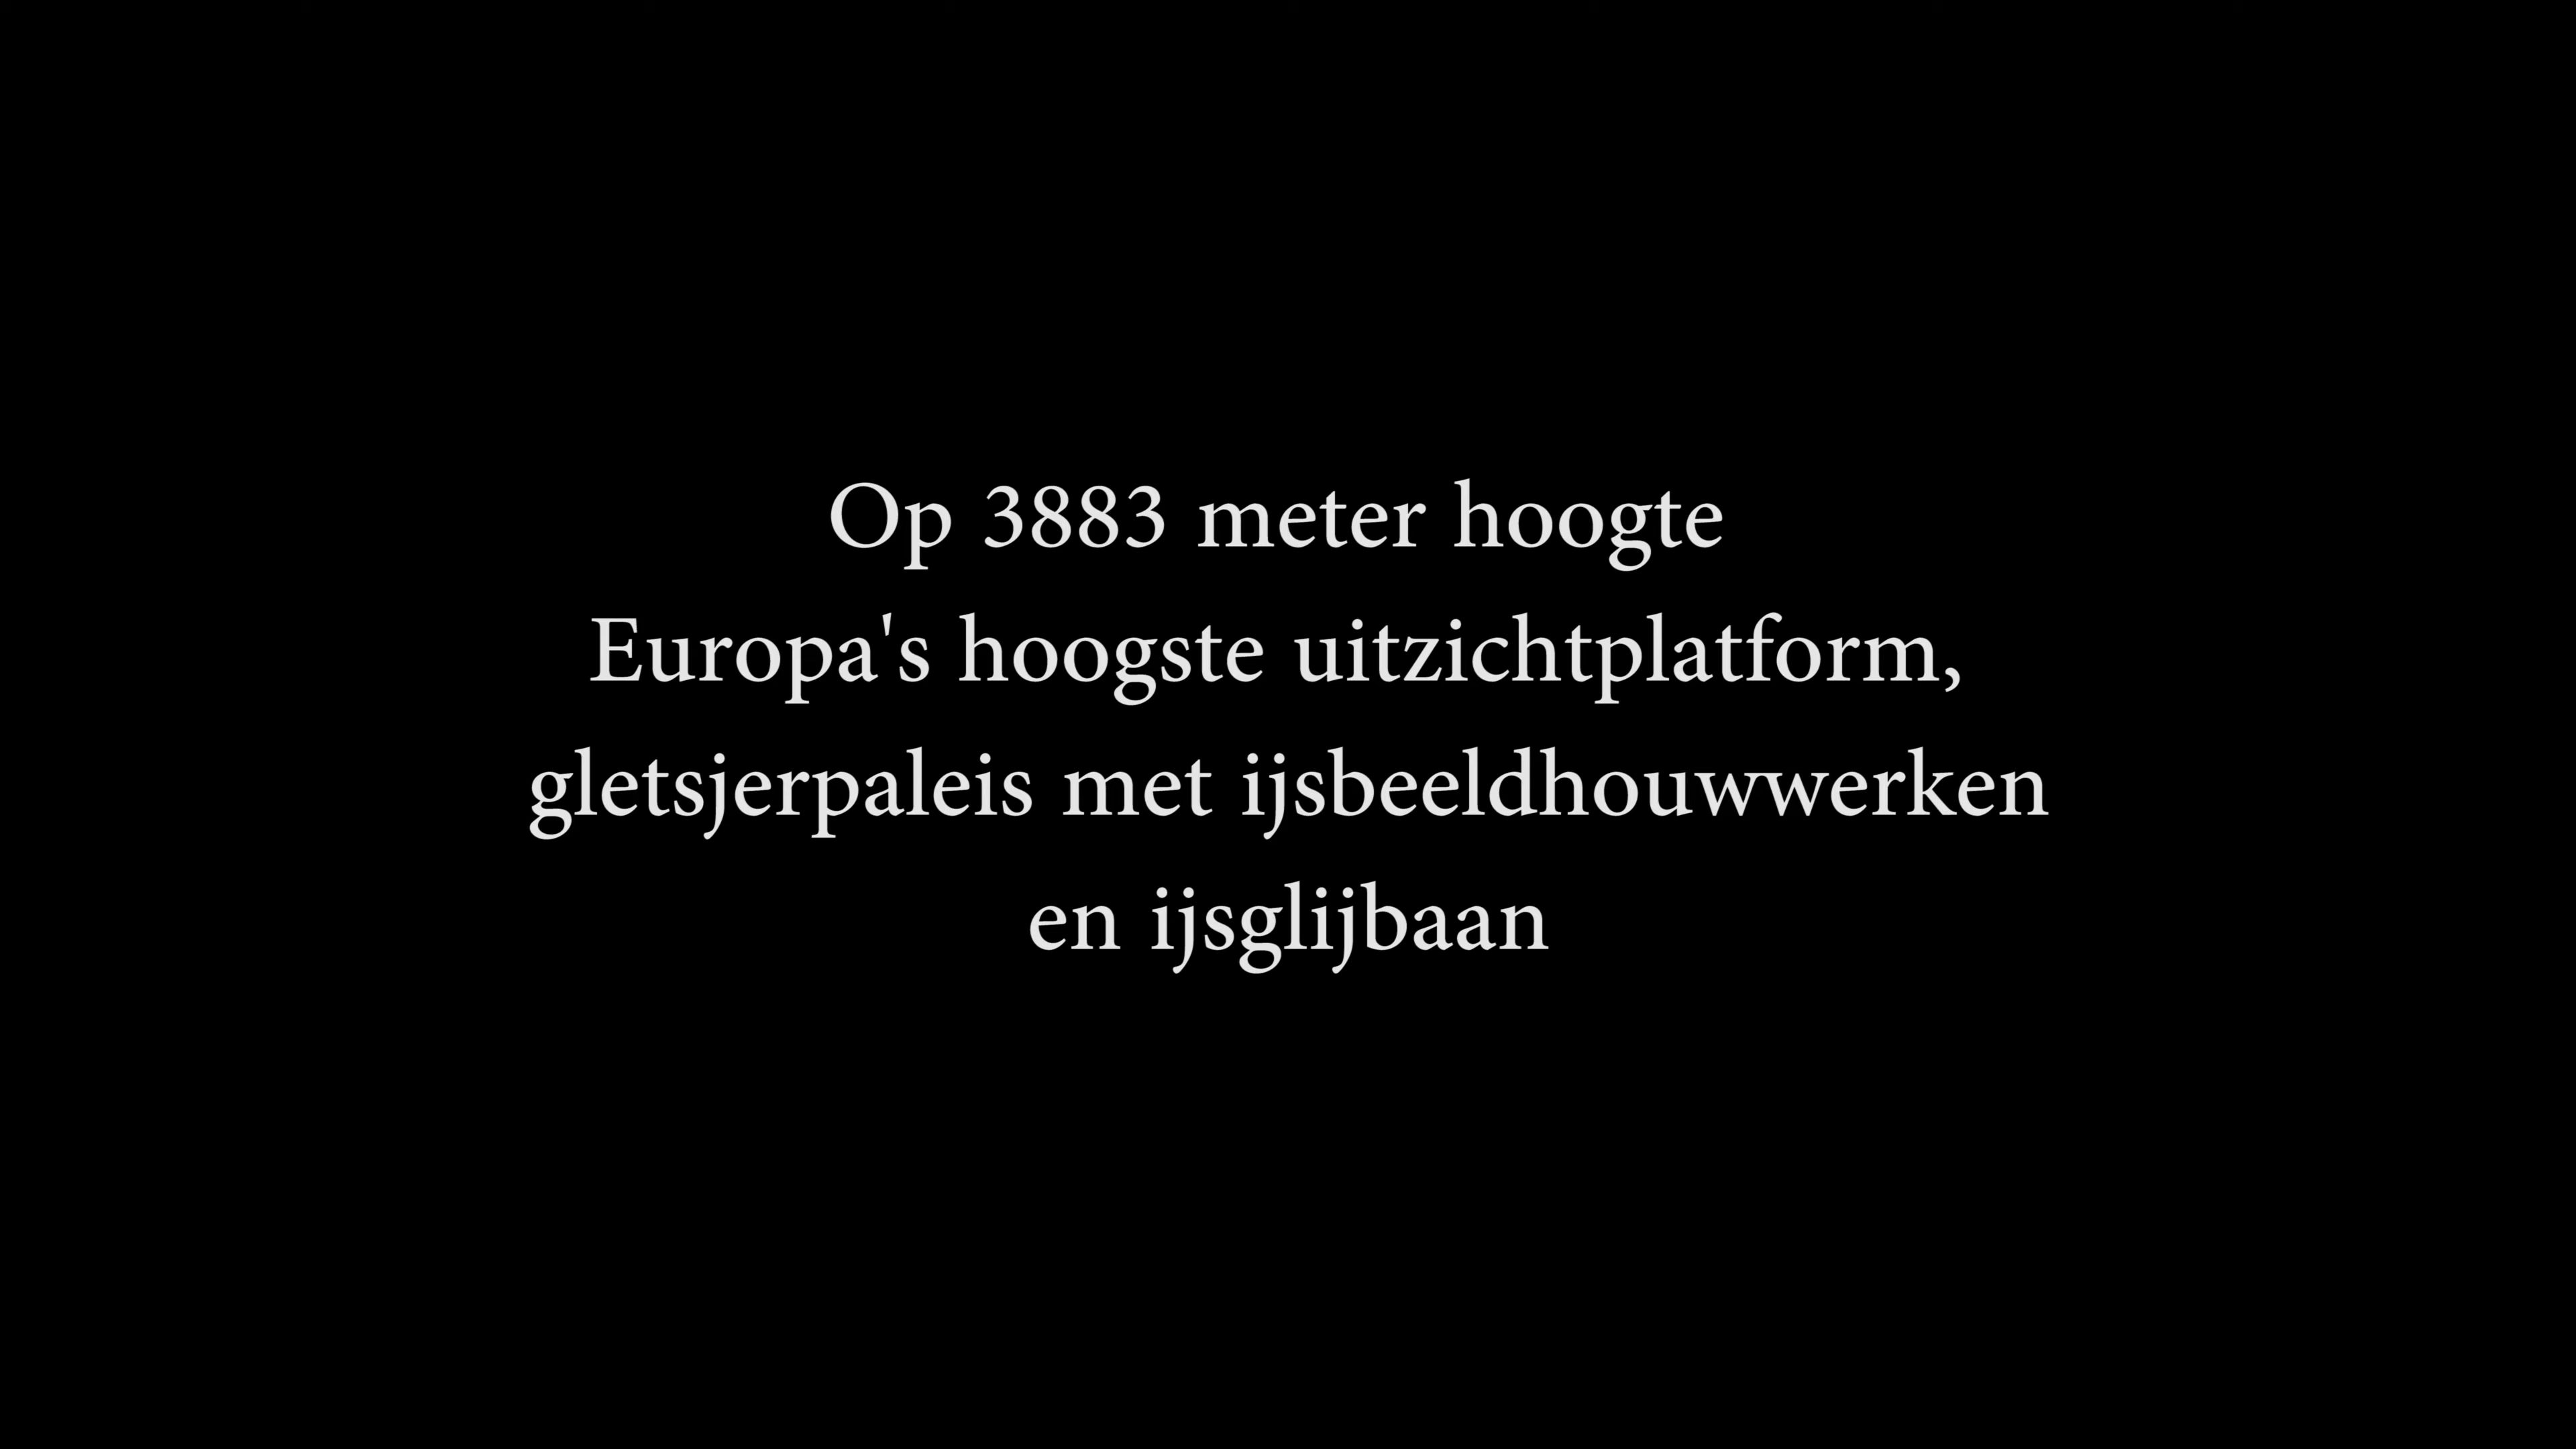 Op 3883 meter hoogte
Europa's hoogste uitzichtplatform,
gletsjerpaleis met ijsbeeldhouwwerken
en ijsglijbaan